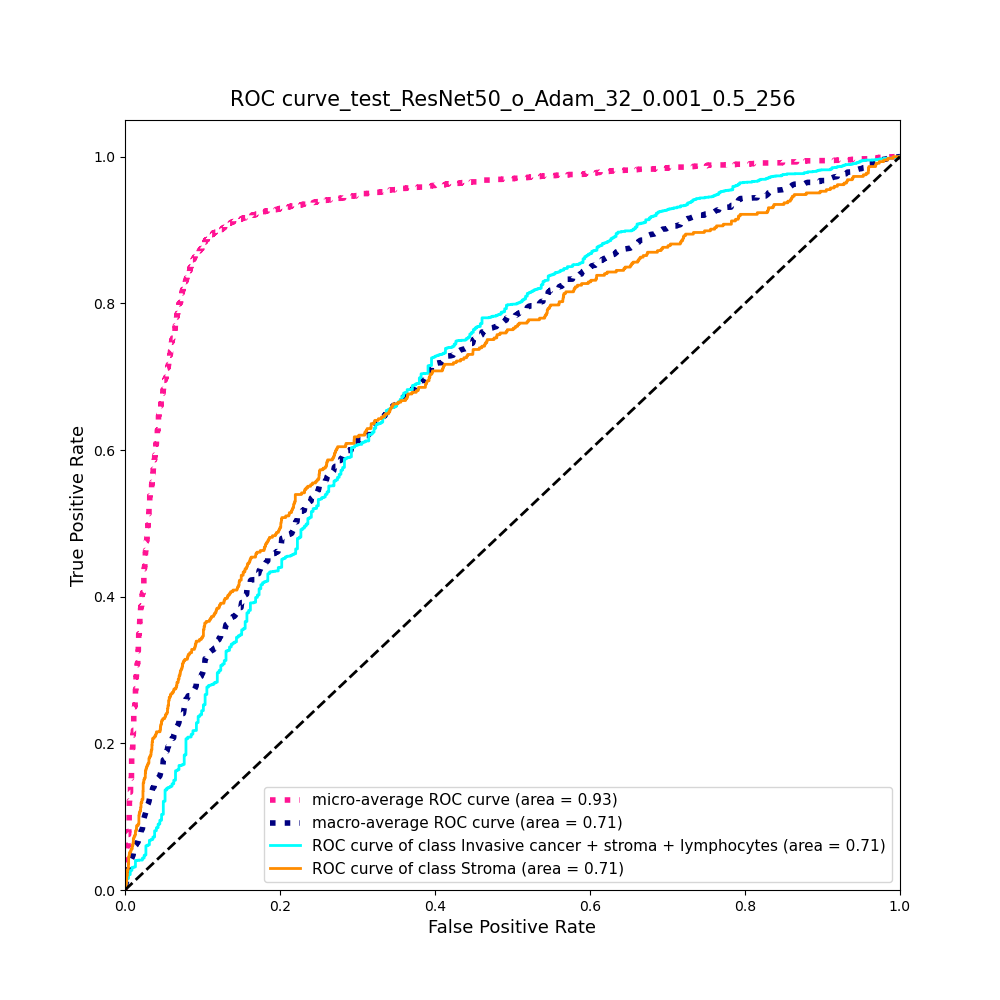 ROC curve_test_ResNet50_o_Adam_32_0.001_0.5_256
True Positive Rate
1.0
0.8
0.6
0.4
0.2
0.0
micro-average ROC curve (area = 0.93)
macro-average ROC curve (area = 0.71)
ROC curve of class Invasive cancer + stroma + lymphocytes (area = 0.71)
ROC curve of class Stroma (area = 0.71)
0.0 0.2 0.4 0.6 0.8 1.0
False Positive Rate